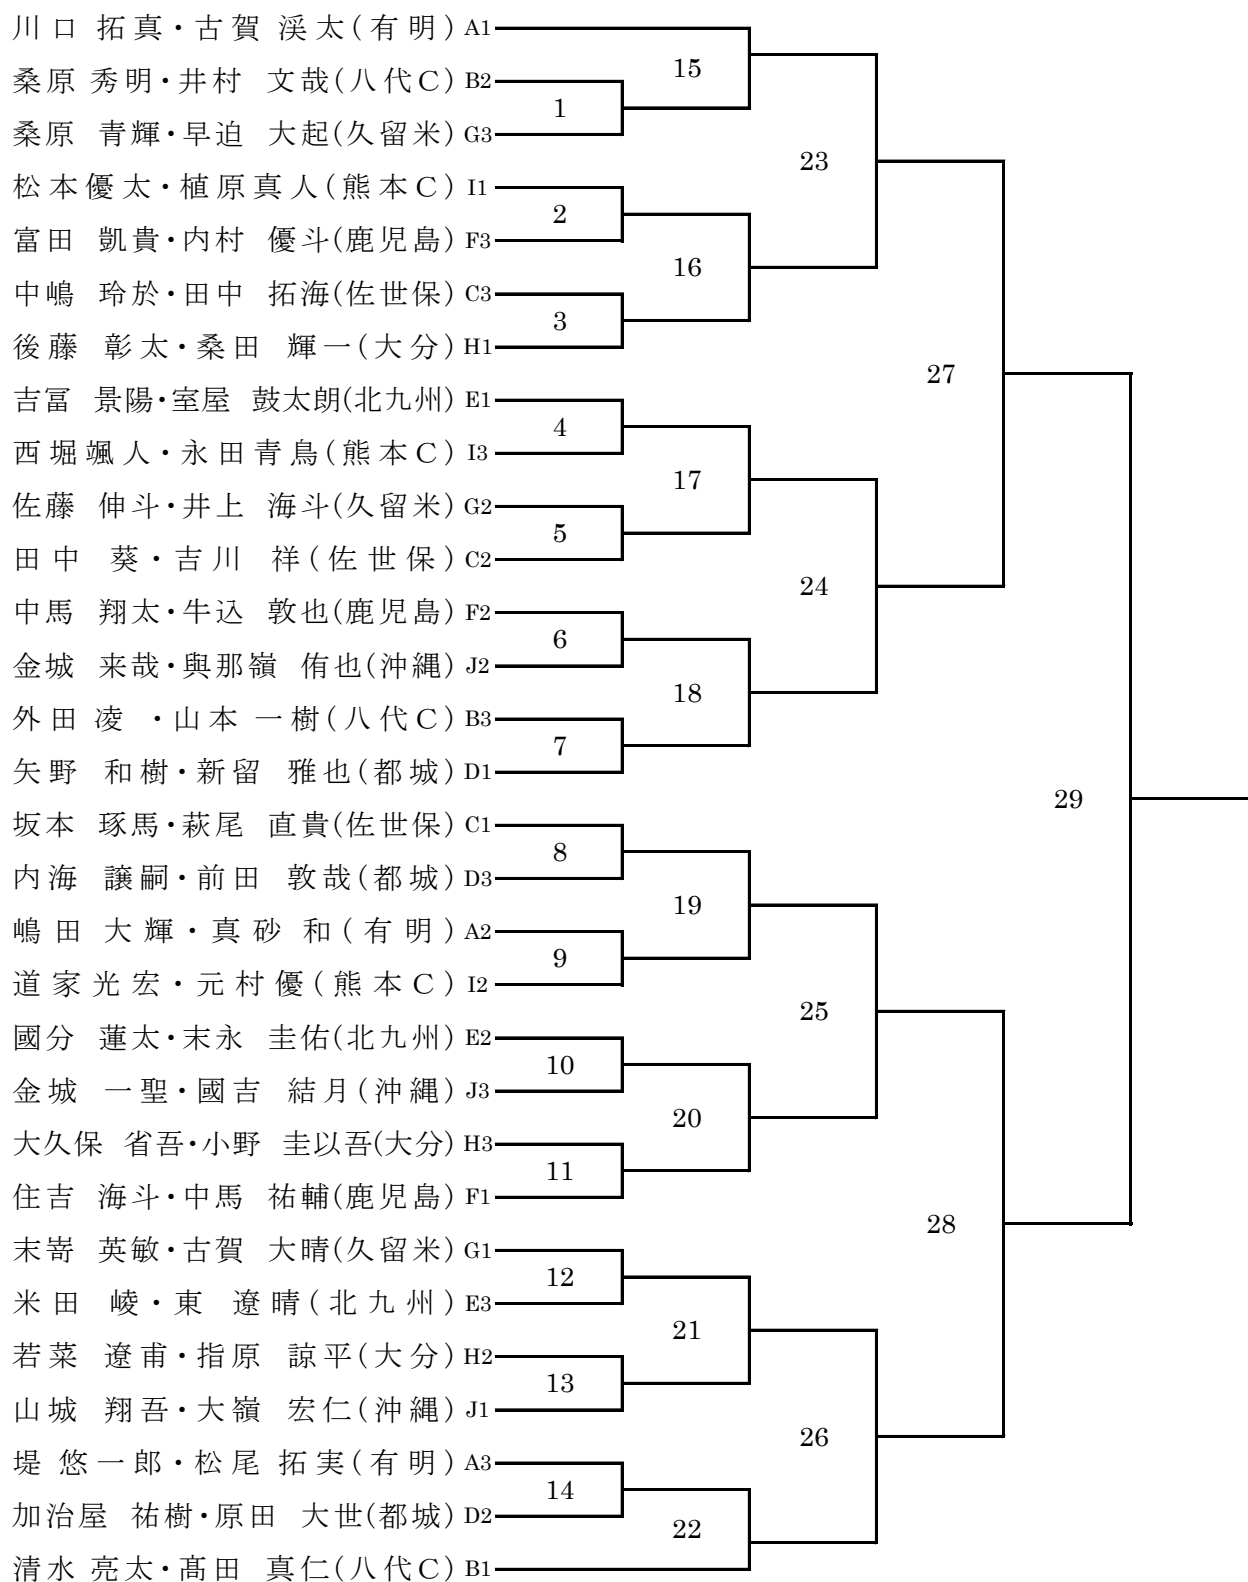 川口 拓真・古賀 渓太(有明) A1
桑原 秀明・井村 文哉(八代C) B2
桑原 青輝・早迫 大起(久留米) G3
松本優太・植原真人(熊本C) I1
富田 凱貴・内村 優斗(鹿児島) F3
中嶋 玲於・田中 拓海(佐世保) C3
後藤 彰太・桑田 輝一(大分) H1
吉冨 景陽・室屋 鼓太朗(北九州) E1
西堀颯人・永田青鳥(熊本C) I3
佐藤 伸斗・井上 海斗(久留米) G2
田中 葵・吉川 祥(佐世保) C2
中馬 翔太・牛込 敦也(鹿児島) F2
金城 来哉・與那嶺 侑也(沖縄) J2
外田凌 ・山本 一樹(八代C) B3
矢野 和樹・新留 雅也(都城) D1
坂本 琢馬・萩尾 直貴(佐世保) C1
内海 譲嗣・前田 敦哉(都城) D3
嶋田 大輝・真砂 和(有明) A2
道家光宏・元村優(熊本C) I2
國分 蓮太・末永 圭佑(北九州) E2
金城 一聖・國吉 結月(沖縄) J3
大久保 省吾・小野 圭以吾(大分) H3
住吉 海斗・中馬 祐輔(鹿児島) F1
末嵜 英敏・古賀 大晴(久留米) G1
米田 崚・東 遼晴(北九州) E3
若菜 遼甫・指原 諒平(大分) H2
山城 翔吾・大嶺 宏仁(沖縄) J1
堤 悠一郎・松尾 拓実(有明) A3
加治屋 祐樹・原田 大世(都城) D2
清水 亮太・髙田 真仁(八代C) B1
1
2
3
4
5
6
7
8
9
10
11
12
13
14
15
16
17
18
19
20
21
22
23
24
25
26
27
28
29